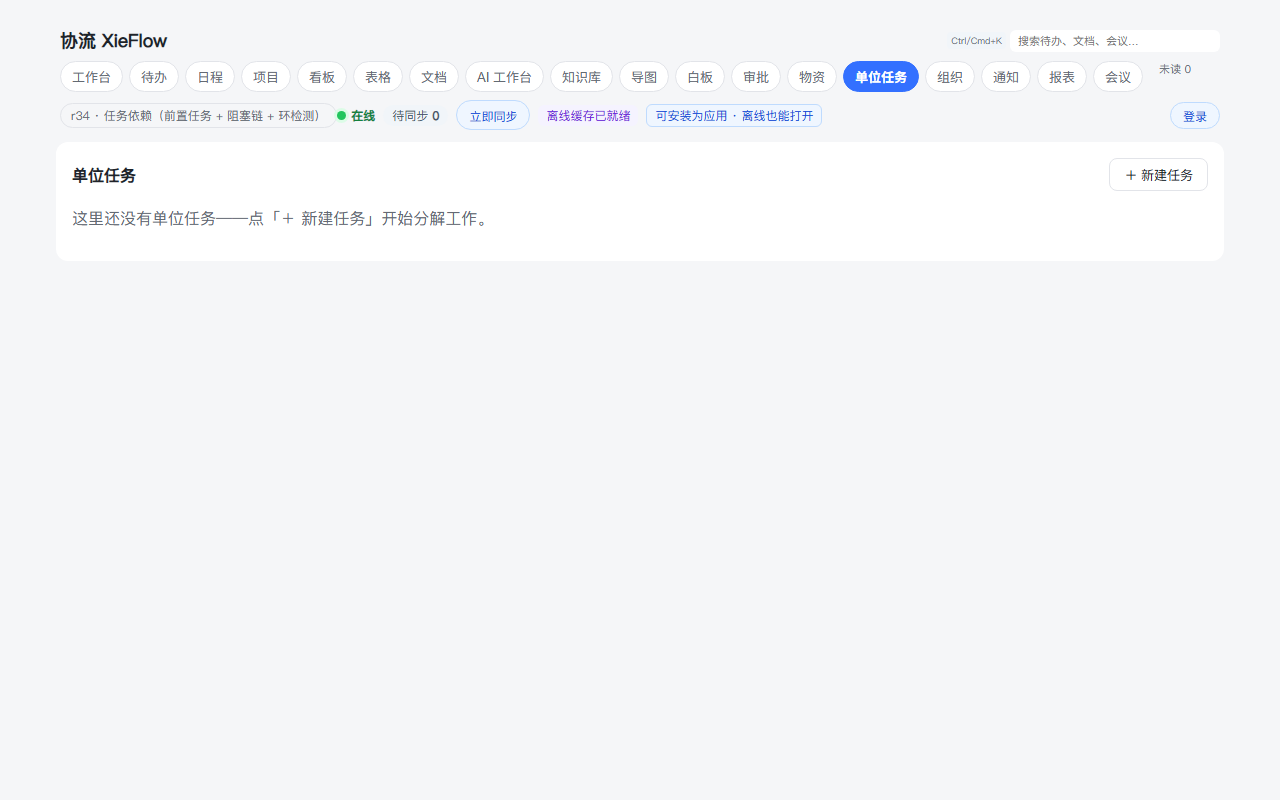 协流 XieFlow
Ctrl/Cmd+K 搜索待办、文档、会议...
工作台 待办 日程 项目 看板 表格 文档 AI 工作台 知识库 导图 白板 审批 物资 单位任务 组织 通知 报表 会议 未读 0
r34 · 任务依赖（前置任务 + 阻塞链 + 环检测） 在线 待同步 0 立即同步 离线缓存已就绪 可安装为应用 · 离线也能打开 登录
单位任务 ＋ 新建任务
这里还没有单位任务——点「＋ 新建任务」开始分解工作。